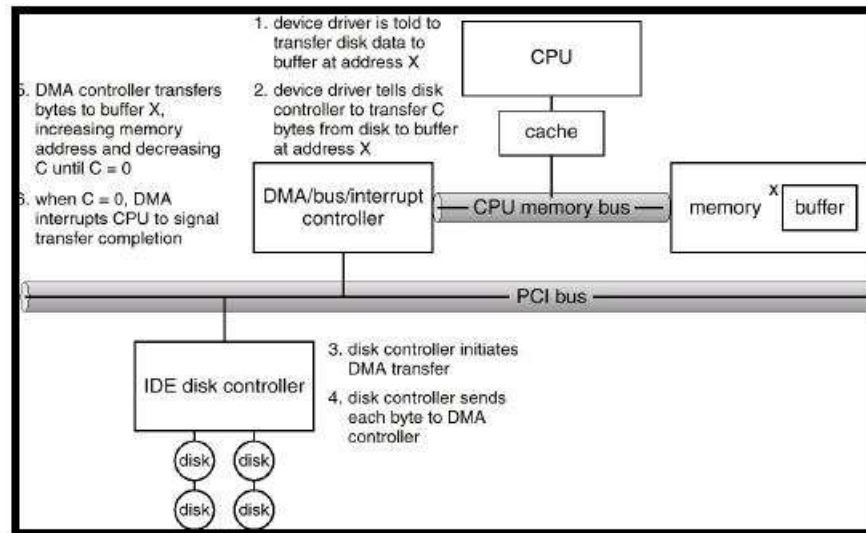 1. device driver is told to
transfer disk data to
buffer at address X
2. device driver tells disk
controller to transfer C
bytes from disk to buffer
at address X
CPU
cache
5. DMA controller transfers
bytes to buffer X,
increasing memory
address and decreasing
C until C = 0
6. when C = 0, DMA
interrupts CPU to signal
transfer completion
DMA/bus/interrupt
controller
CPU memory bus
memory
X
buffer
PCI bus
IDE disk controller
3. disk controller initiates
DMA transfer
4. disk controller sends
each byte to DMA
controller
disk
disk
disk
disk